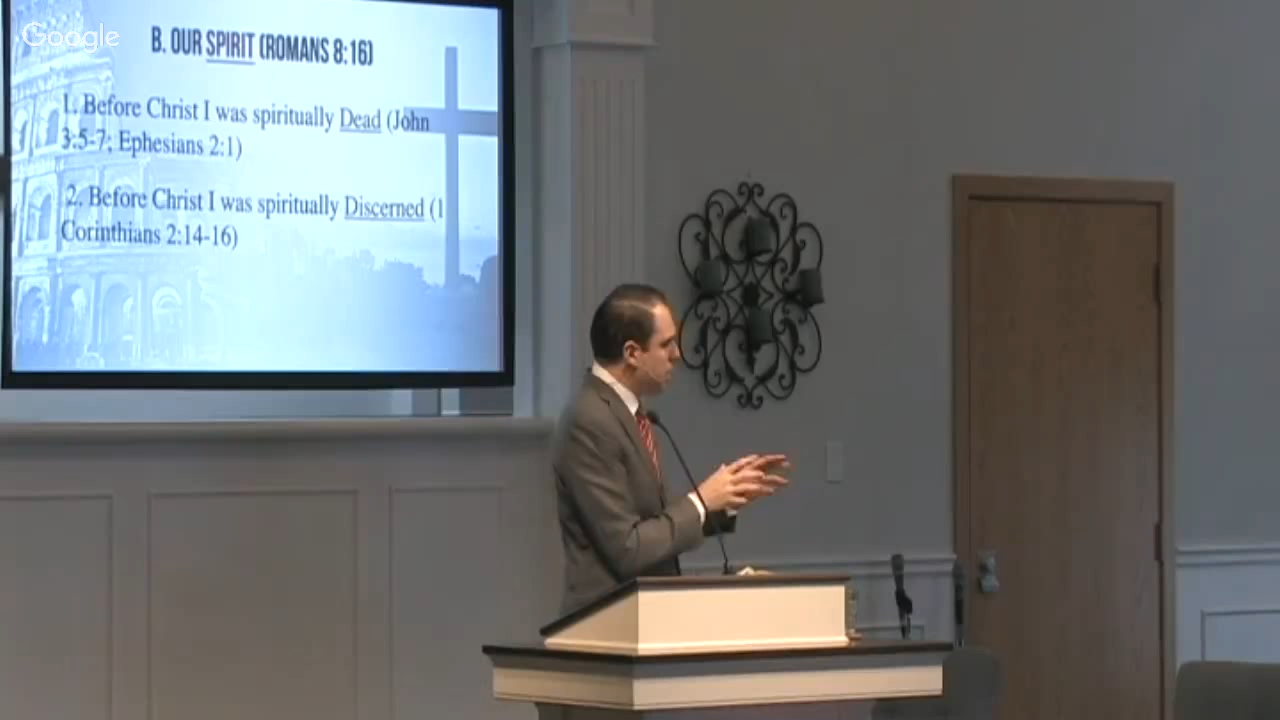 Google
B. OUR SPIRIT (ROMANS 8:16)
1. Before Christ I was spiritually Dead (John
3:5-7; Ephesians 2:1)
2. Before Christ I was spiritually Discerned (1
Corinthians 2:14-16)